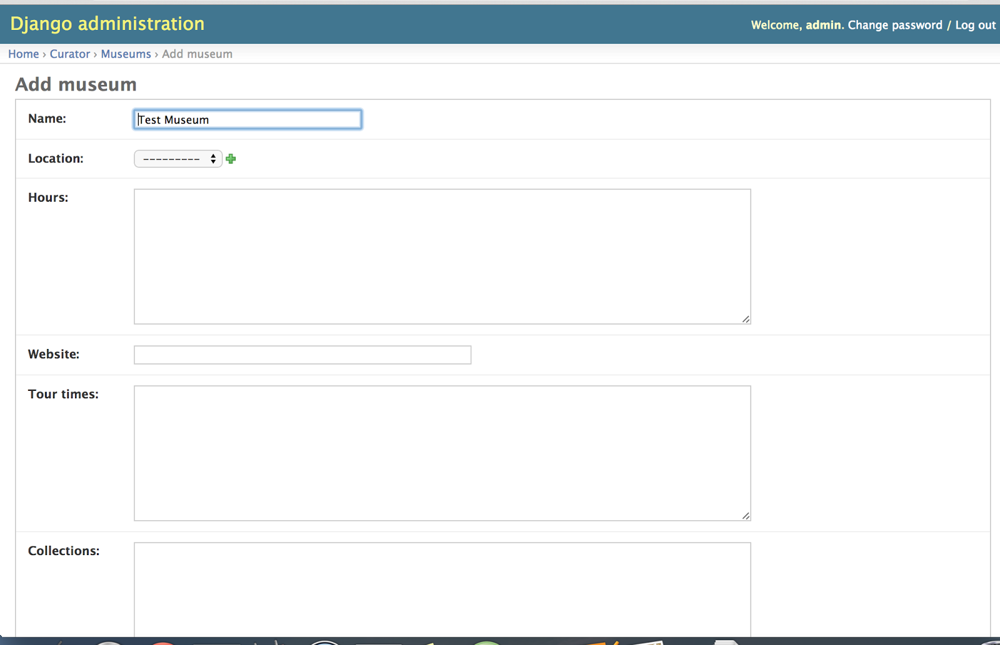 Django administration
Welcome, admin. Change password / Log out
Home › Curator › Museums › Add museum
Add museum
Name:
Test Museum
Location:
---------
Hours:
Website:
Tour times:
Collections: